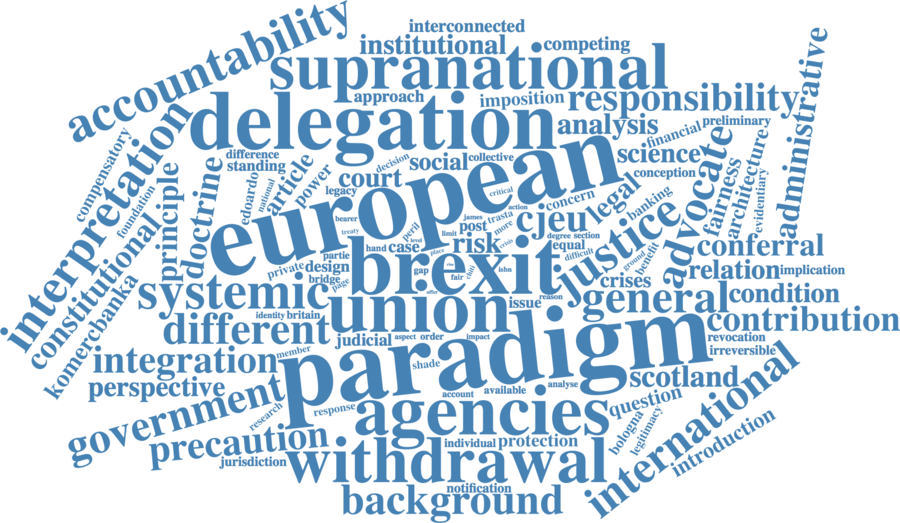 interconnected
accountability
institutional
competing
supranational
administrative
approach
imposition
responsibility
delegation
analysis
financial
preliminary
interpretation
compensatory
difference
standing
decision
social
collective
science
conception
advocate
architecture
fairness
evidentiary
foundation
principle
doctrine
edoardo
national
article
power
court
legacy
critical
action
concern
legal
banking
european
constitutional
bearer
treaty
peril
level
james
limit
post
trasta
more
crisis
cjeu
degree
section
equal
difficult
justice
ground
benefit
conferral
komercbanka
partie
private
design
bridge
page
hand
case
place
risk
gap
fair
isbn
brexit
crises
relation
implication
systemic
union
issue
reason
general
condition
different
identity
britain
judicial
aspect
order
impact
paradigm
contribution
revocation
irreversible
integration
member
shade
perspective
account
available
analyse
scotland
government
research
response
agencies
question
bologna
legitimacy
international
introduction
precaution
jurisdiction
individual
protection
withdrawal
notification
background